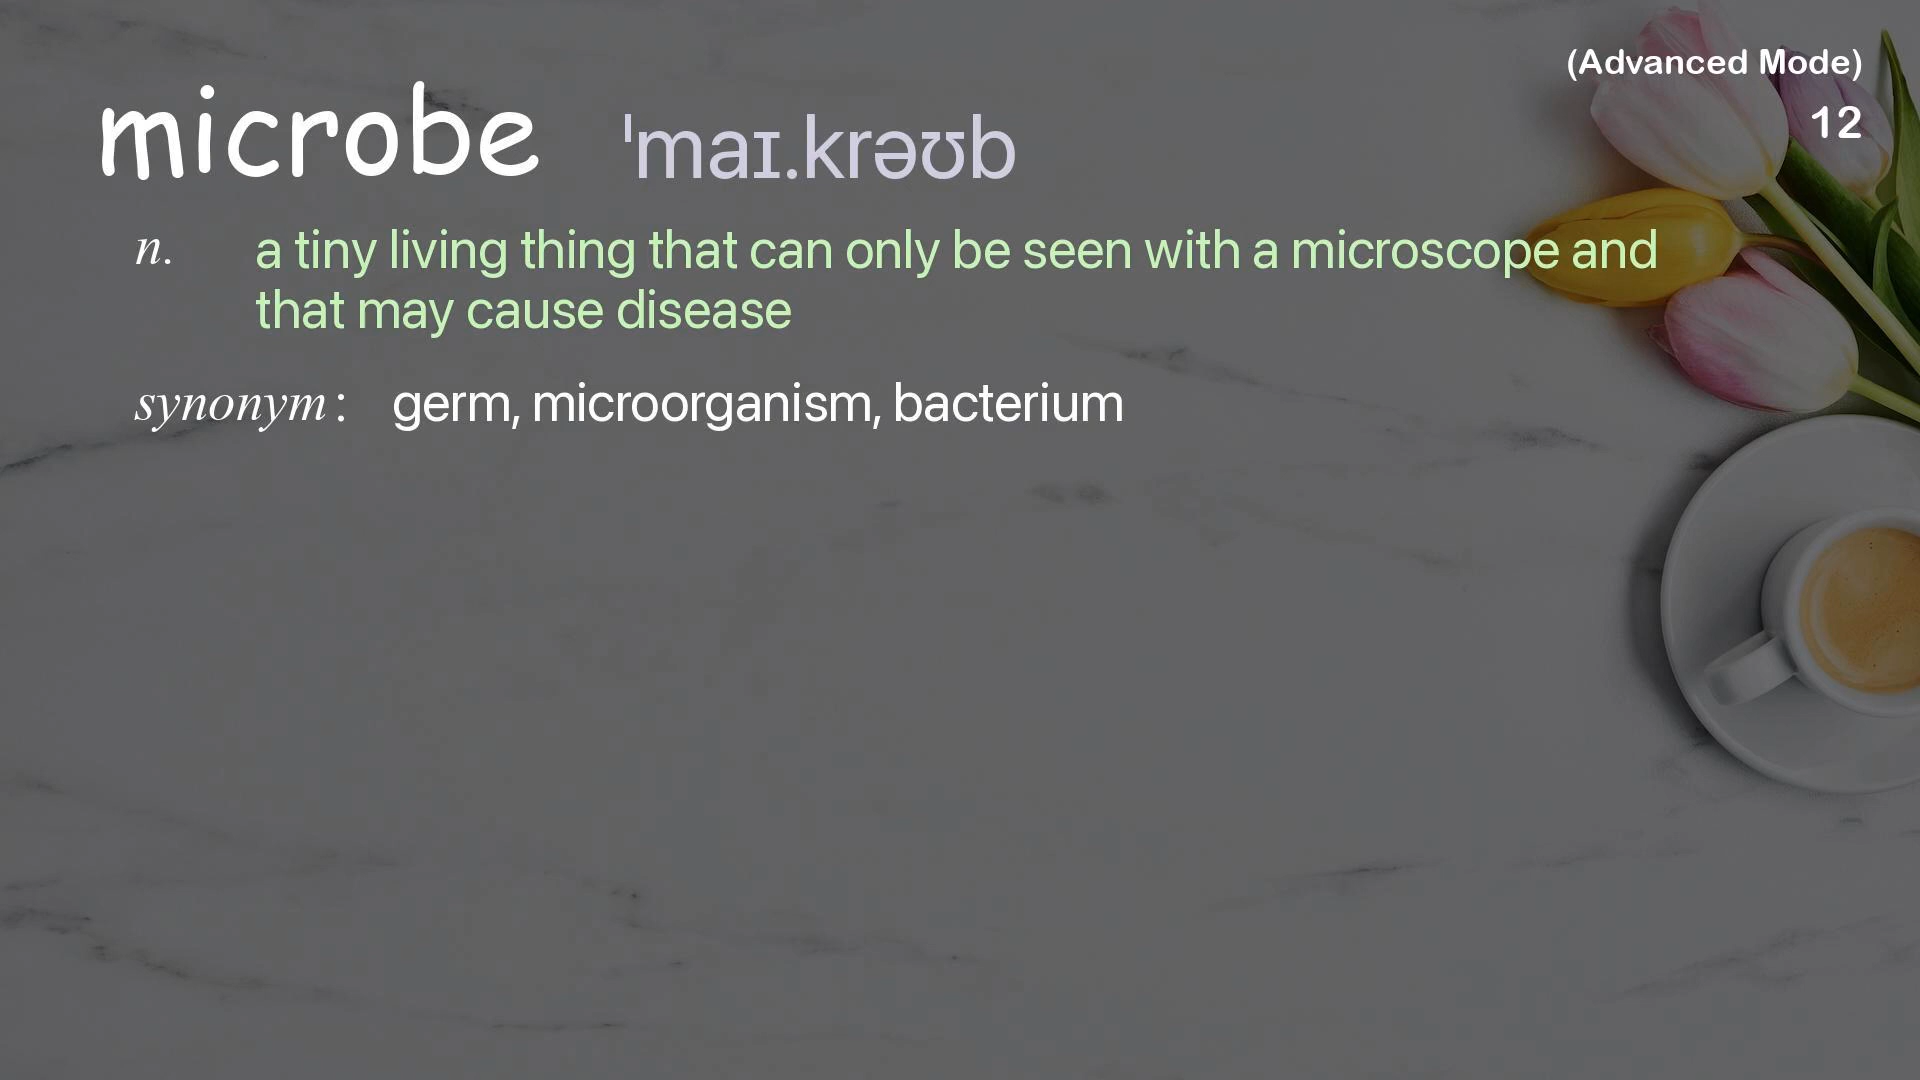 (Advanced Mode)
12
microbe ˈmaɪ.krəʊb
n. a tiny living thing that can only be seen with a microscope and
that may cause disease
synonym: germ, microorganism, bacterium